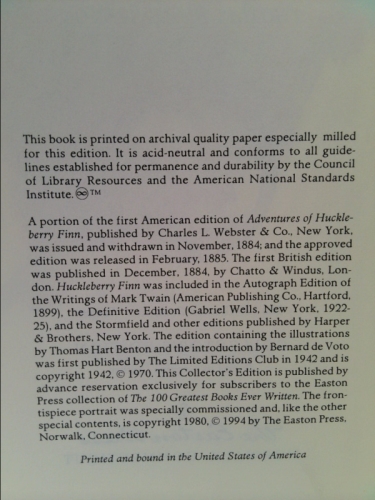 This book is printed on archival quality paper especially milled
for this edition. It is acid-neutral and conforms to all guide-
lines established for permanence and durability by the Council
of Library Resources and the American National Standards
Institute.♾™
A portion of the first American edition of Adventures of Huckle-
berry Finn, published by Charles L. Webster & Co., New York,
was issued and withdrawn in November, 1884; and the approved
edition was released in February, 1885. The first British edition
was published in December, 1884, by Chatto & Windus, Lon-
don. Huckleberry Finn was included in the Autograph Edition of
the Writings of Mark Twain (American Publishing Co., Hartford,
1899), the Definitive Edition (Gabriel Wells, New York, 1922-
25), and the Stormfield and other editions published by Harper
& Brothers, New York. The edition containing the illustrations
by Thomas Hart Benton and the introduction by Bernard de Voto
was first published by The Limited Editions Club in 1942 and is
copyright 1942, © 1970. This Collector's Edition is published by
advance reservation exclusively for subscribers to the Easton
Press collection of The 100 Greatest Books Ever Written. The fron-
tispiece portrait was specially commissioned and, like the other
special contents, is copyright 1980, © 1994 by The Easton Press,
Norwalk, Connecticut.
Printed and bound in the United States of America